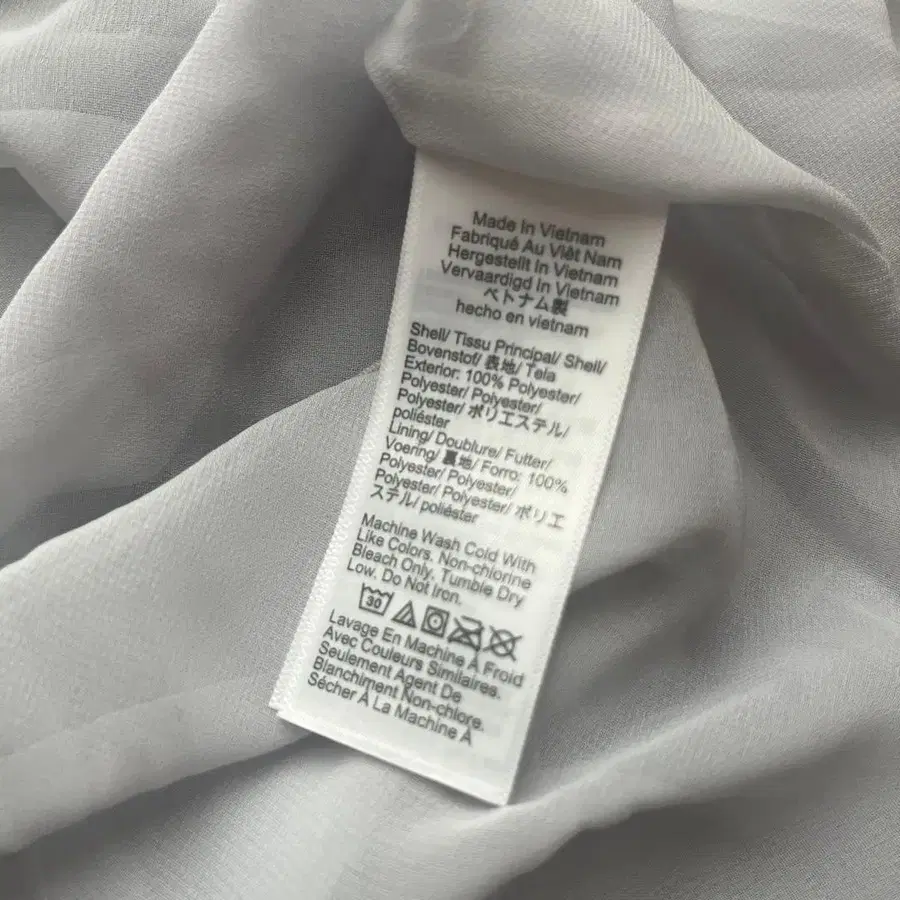 Made In Vietnam
Fabriqué Au Viêt Nam
Hergestellt In Vietnam
Vervaardigd In Vietnam
ベトナム製
hecho en vietnam
Shell/ Tissu Principal/ Shell/
Bovenstof/ 表地/ Tela
Exterior: 100% Polyester/
Polyester/ Polyester/
Polyester/ ポリエステル/
poliéster
Lining/ Doublure/ Futter/
Voering/ 裏地/ Forro: 100%
Polyester/ Polyester/
Polyester/ Polyester/ ポリエ
ステル/ poliéster
Machine Wash Cold With
Like Colors. Non-chlorine
Bleach Only. Tumble Dry
Low. Do Not Iron.
30
Lavage En Machine À Froid
Avec Couleurs Similaires.
Seulement Agent De
Blanchiment Non-chlore.
Sécher À La Machine À